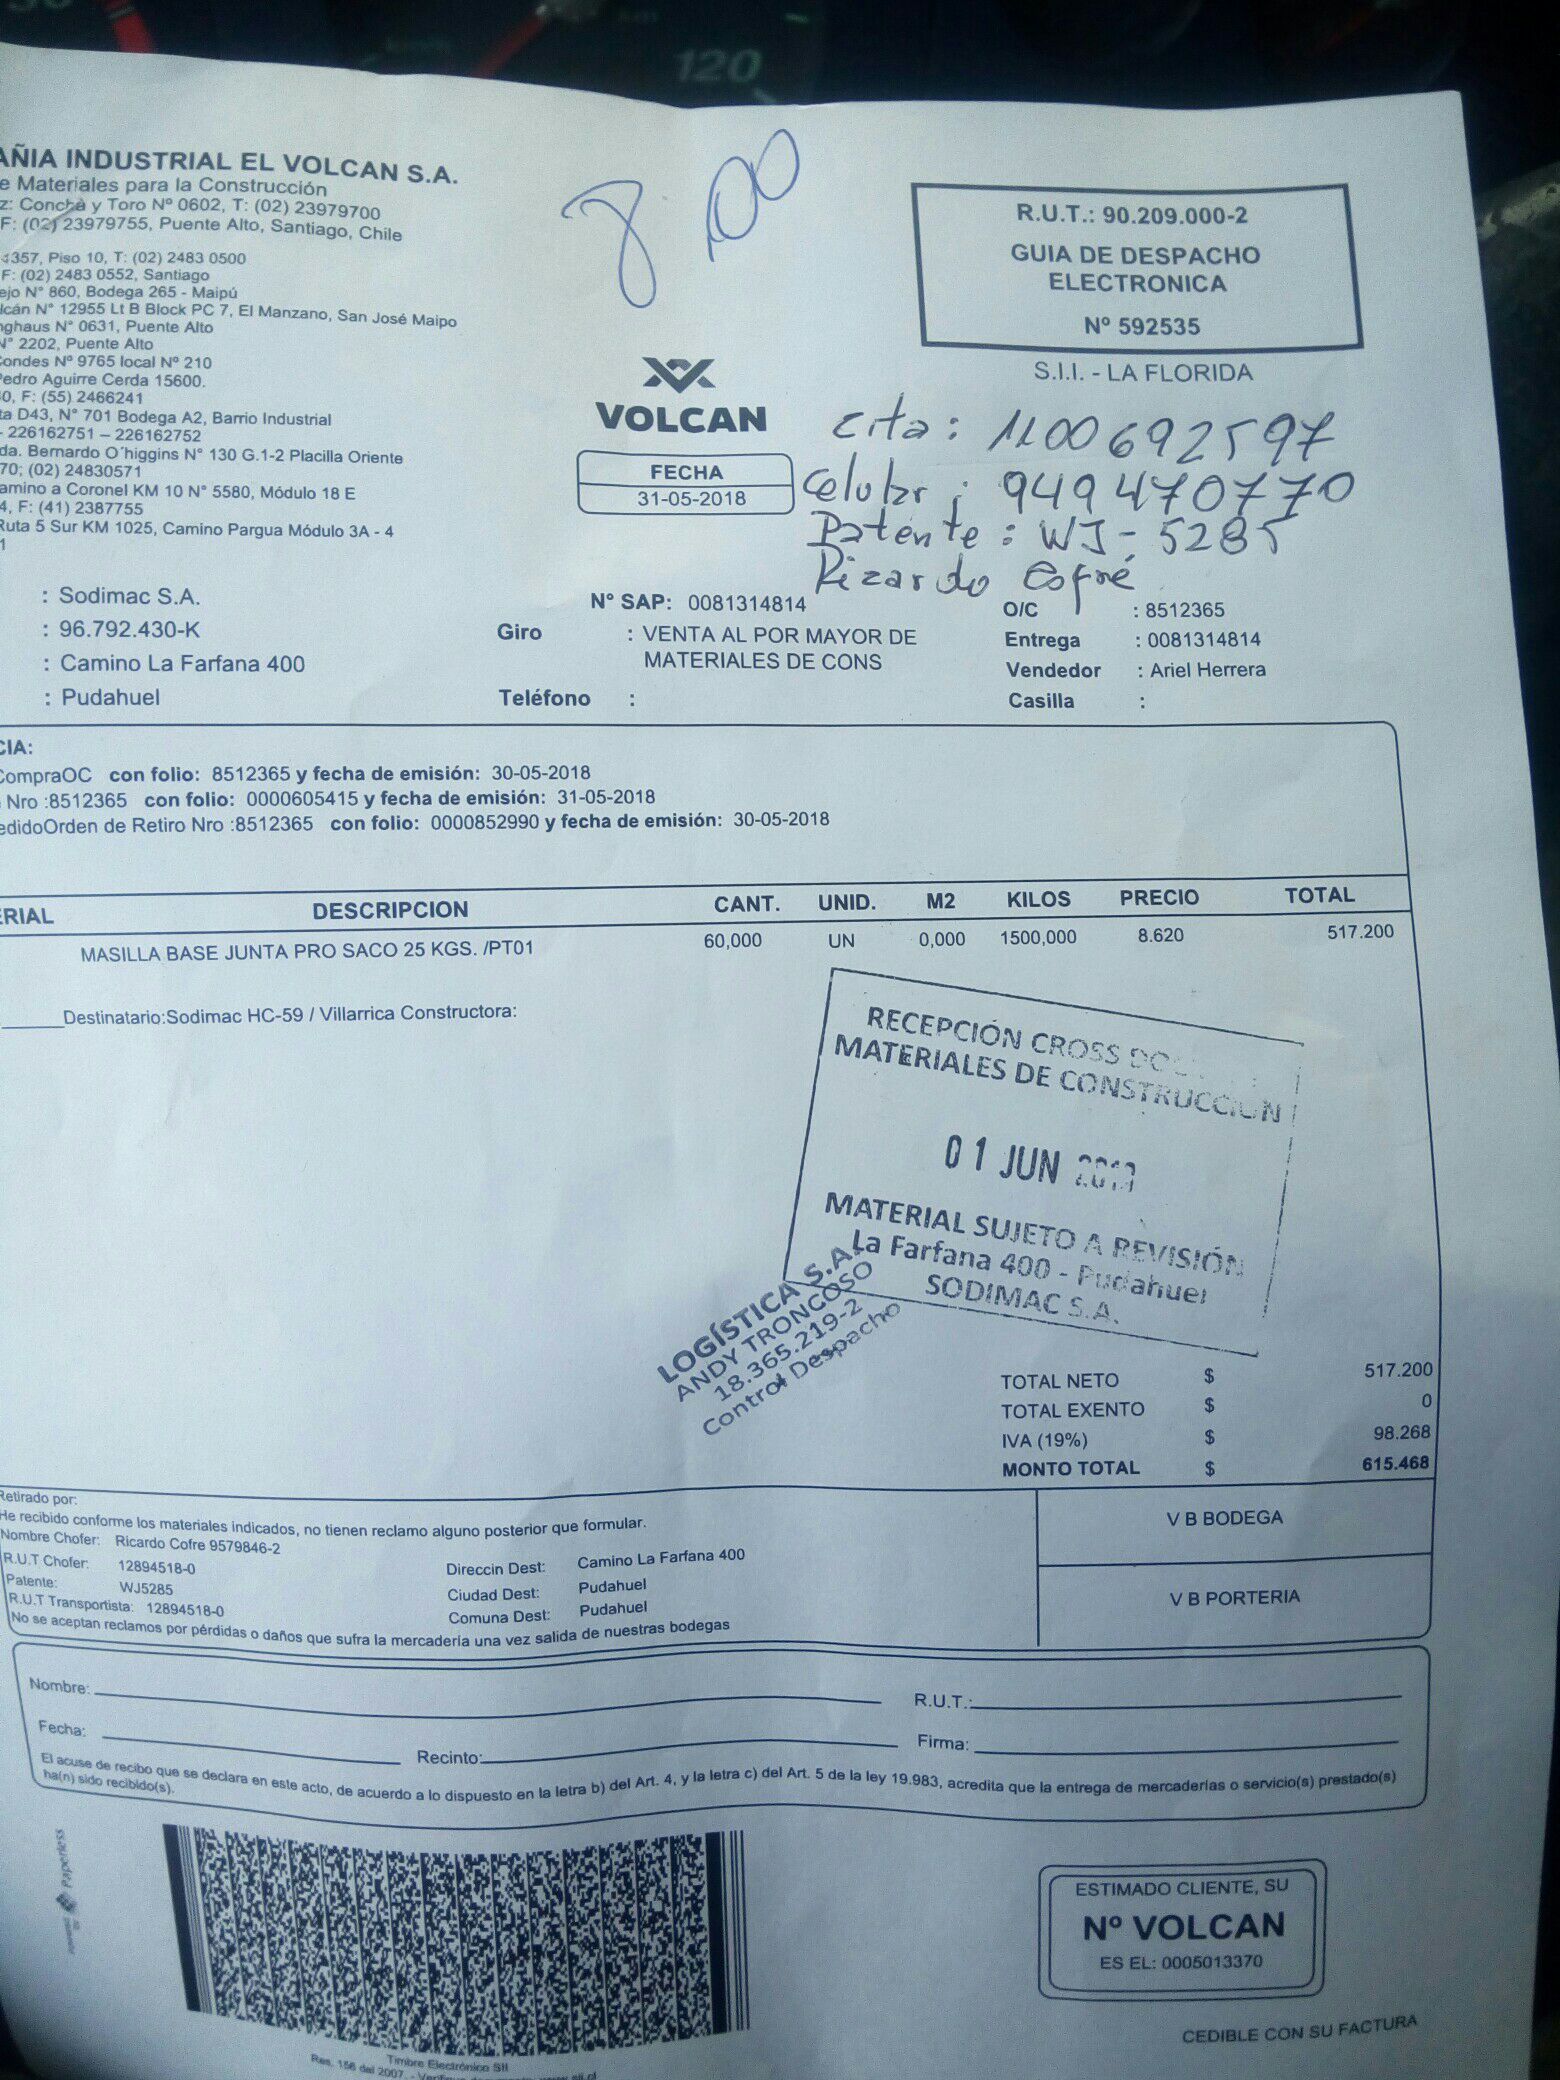 120
8,00
AÑIA INDUSTRIAL EL VOLCAN S.A.
e Materiales para la Construcción
z: Concha y Toro Nº 0602, T: (02) 23979700
F: (02) 23979755, Puente Alto, Santiago, Chile
4357, Piso 10, T: (02) 2483 0500
F: (02) 2483 0552, Santiago
ejo N° 860, Bodega 265 - Maipú
lcán N° 12955 Lt B Block PC 7, El Manzano, San José Maipo
nghaus N° 0631, Puente Alto
N° 2202, Puente Alto
Condes Nº 9765 local Nº 210
Pedro Aguirre Cerda 15600.
0, F: (55) 2466241
ta D43, N° 701 Bodega A2, Barrio Industrial
- 226162751 – 226162752
da. Bernardo O´higgins N° 130 G.1-2 Placilla Oriente
70; (02) 24830571
amino a Coronel KM 10 N° 5580, Módulo 18 E
4, F: (41) 2387755
Ruta 5 Sur KM 1025, Camino Pargua Módulo 3A - 4
1
VOLCAN
FECHA
31-05-2018
R.U.T.: 90.209.000-2
GUIA DE DESPACHO
ELECTRONICA
Nº 592535
S.I.I. - LA FLORIDA
Cita: 1100692597
Celular: 949470770
Patente: WJ-5285
Rizardo Cofré
: Sodimac S.A.
: 96.792.430-K
: Camino La Farfana 400
: Pudahuel
N° SAP: 0081314814
Giro : VENTA AL POR MAYOR DE
MATERIALES DE CONS
Teléfono :
O/C : 8512365
Entrega : 0081314814
Vendedor : Ariel Herrera
Casilla :
CIA:
CompraOC con folio: 8512365 y fecha de emisión: 30-05-2018
Nro :8512365 con folio: 0000605415 y fecha de emisión: 31-05-2018
edidoOrden de Retiro Nro :8512365 con folio: 0000852990 y fecha de emisión: 30-05-2018
ERIAL DESCRIPCION CANT. UNID. M2 KILOS PRECIO TOTAL
MASILLA BASE JUNTA PRO SACO 25 KGS. /PT01 60,000 UN 0,000 1500,000 8.620 517.200
Destinatario:Sodimac HC-59 / Villarrica Constructora:
RECEPCIÓN CROSS
MATERIALES DE CONSTRUCCIÓN
01 JUN
MATERIAL SUJETO A REVISIÓN
La Farfana 400 - Pudahuel
SODIMAC S.A.
LOGÍSTICA S.A.
ANDY TRONCOSO
18.365.219-2
Control Despacho
TOTAL NETO $ 517.200
TOTAL EXENTO $ 0
IVA (19%) $ 98.268
MONTO TOTAL $ 615.468
Retirado por:
He recibido conforme los materiales indicados, no tienen reclamo alguno posterior que formular.
Nombre Chofer: Ricardo Cofre 9579846-2
R.U.T Chofer: 12894518-0
Patente: WJ5285
R.U.T Transportista: 12894518-0
Direccin Dest: Camino La Farfana 400
Ciudad Dest: Pudahuel
Comuna Dest: Pudahuel
No se aceptan reclamos por pérdidas o daños que sufra la mercadería una vez salida de nuestras bodegas
V B BODEGA
V B PORTERIA
Nombre: R.U.T.:
Fecha: Recinto: Firma:
El acuse de recibo que se declara en este acto, de acuerdo a lo dispuesto en la letra b) del Art. 4, y la letra c) del Art. 5 de la ley 19.983, acredita que la entrega de mercaderías o servicio(s) prestado(s)
ha(n) sido recibido(s).
Paperless
Timbre Electrónico SII
Res. 156 del 2007 - www.sii.cl
ESTIMADO CLIENTE, SU
Nº VOLCAN
ES EL: 0005013370
CEDIBLE CON SU FACTURA